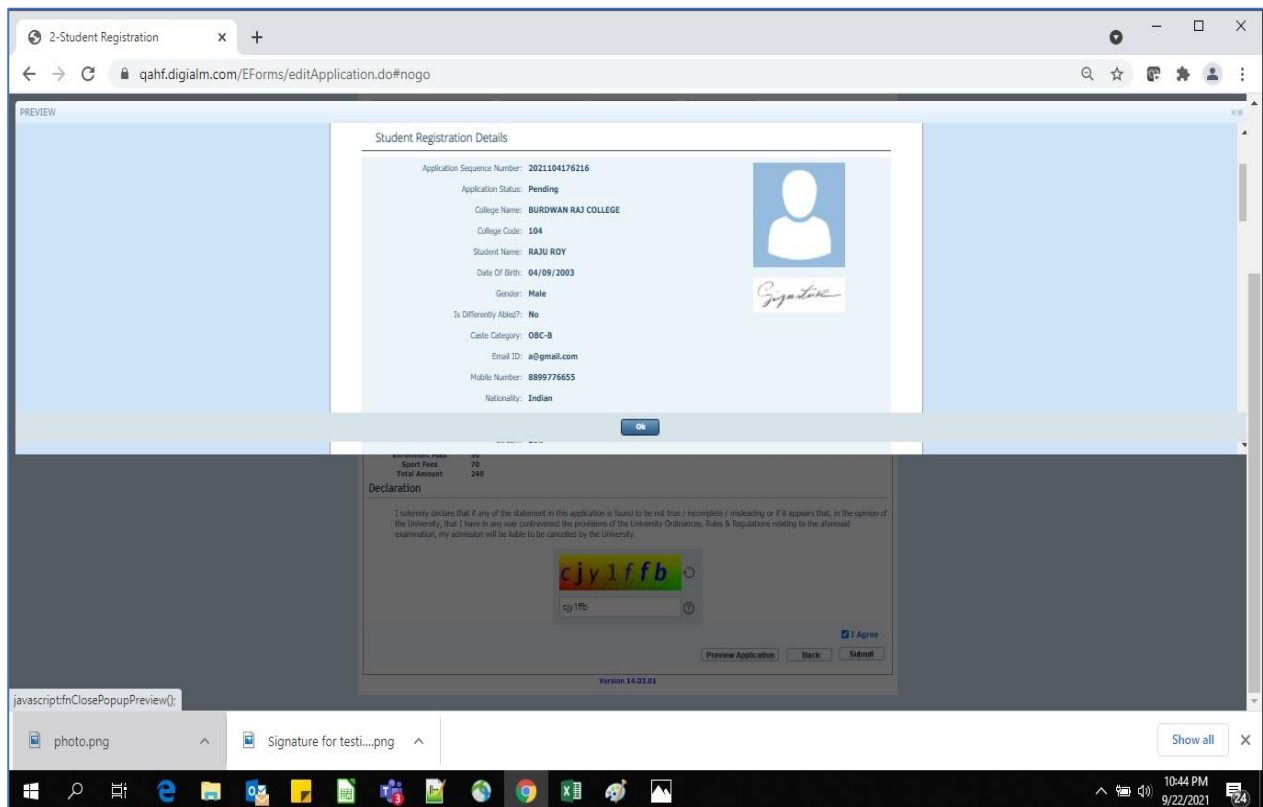 2-Student Registration
qahf.digialm.com/EForms/editApplication.do#nogo
PREVIEW
Student Registration Details
Application Sequence Number: 2021104176216
Application Status: Pending
College Name: BURDWAN RAJ COLLEGE
College Code: 104
Student Name: RAJU ROY
Date Of Birth: 04/09/2003
Gender: Male
Signature
Is Differently Abled?: No
Caste Category: OBC-B
Email ID: a@gmail.com
Mobile Number: 8899776655
Nationality: Indian
Ok
Sport Fees 70
Total Amount 240
Declaration
I solemnly declare that if any of the statement in this application is found to be not true / incomplete / misleading or if it appears that, in the opinion of
the University, that I have in any way contravened the provisions of the University Ordinances, Rules & Regulations relating to the aforesaid
examination, my admission will be liable to be cancelled by the University.
cjy1ffb
cjy1ffb
I Agree
Preview Application Back Submit
Version 14.03.01
javascript:fnClosePopupPreview();
photo.png
Signature for testi....png
Show all
10:44 PM
9/22/2021
24